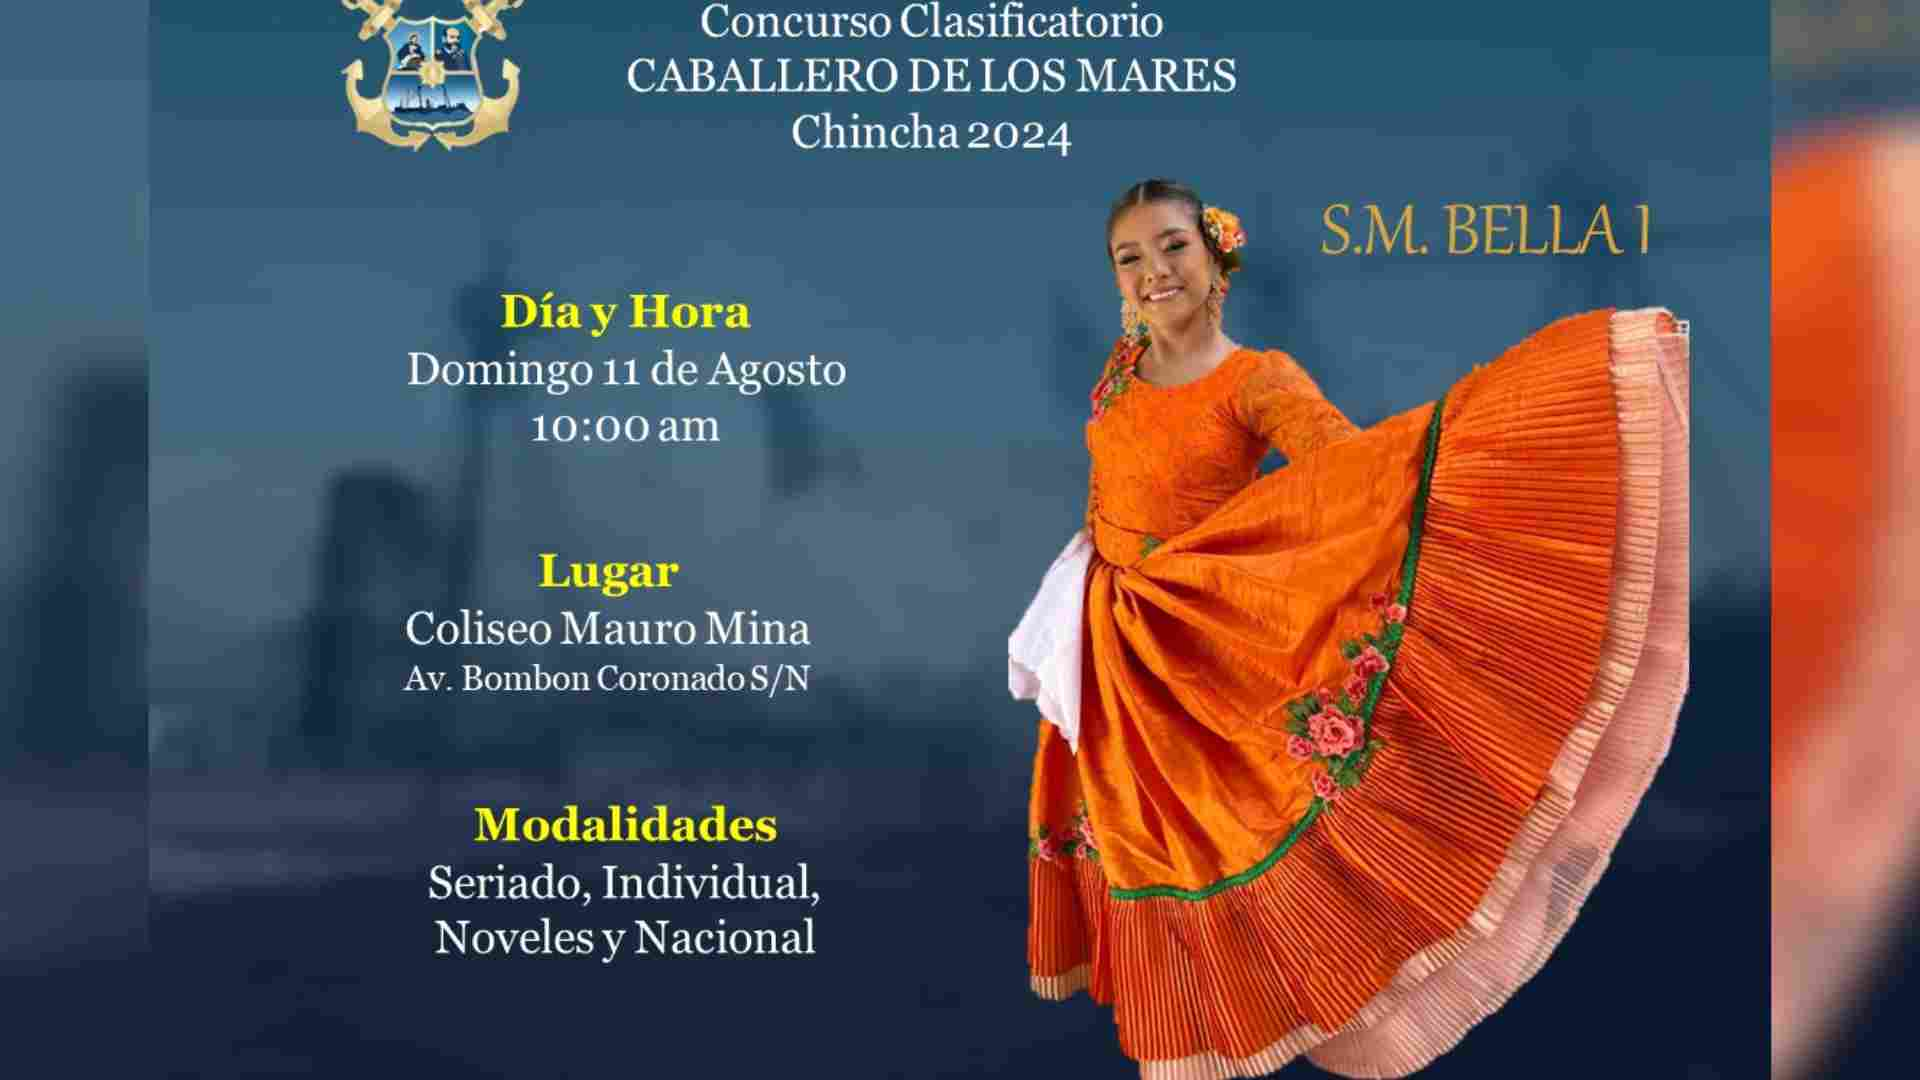 Concurso Clasificatorio
CABALLERO DE LOS MARES
Chincha 2024
S.M. BELLA I
Día y Hora
Domingo 11 de Agosto
10:00 am
Lugar
Coliseo Mauro Mina
Av. Bombon Coronado S/N
Modalidades
Seriado, Individual,
Noveles y Nacional